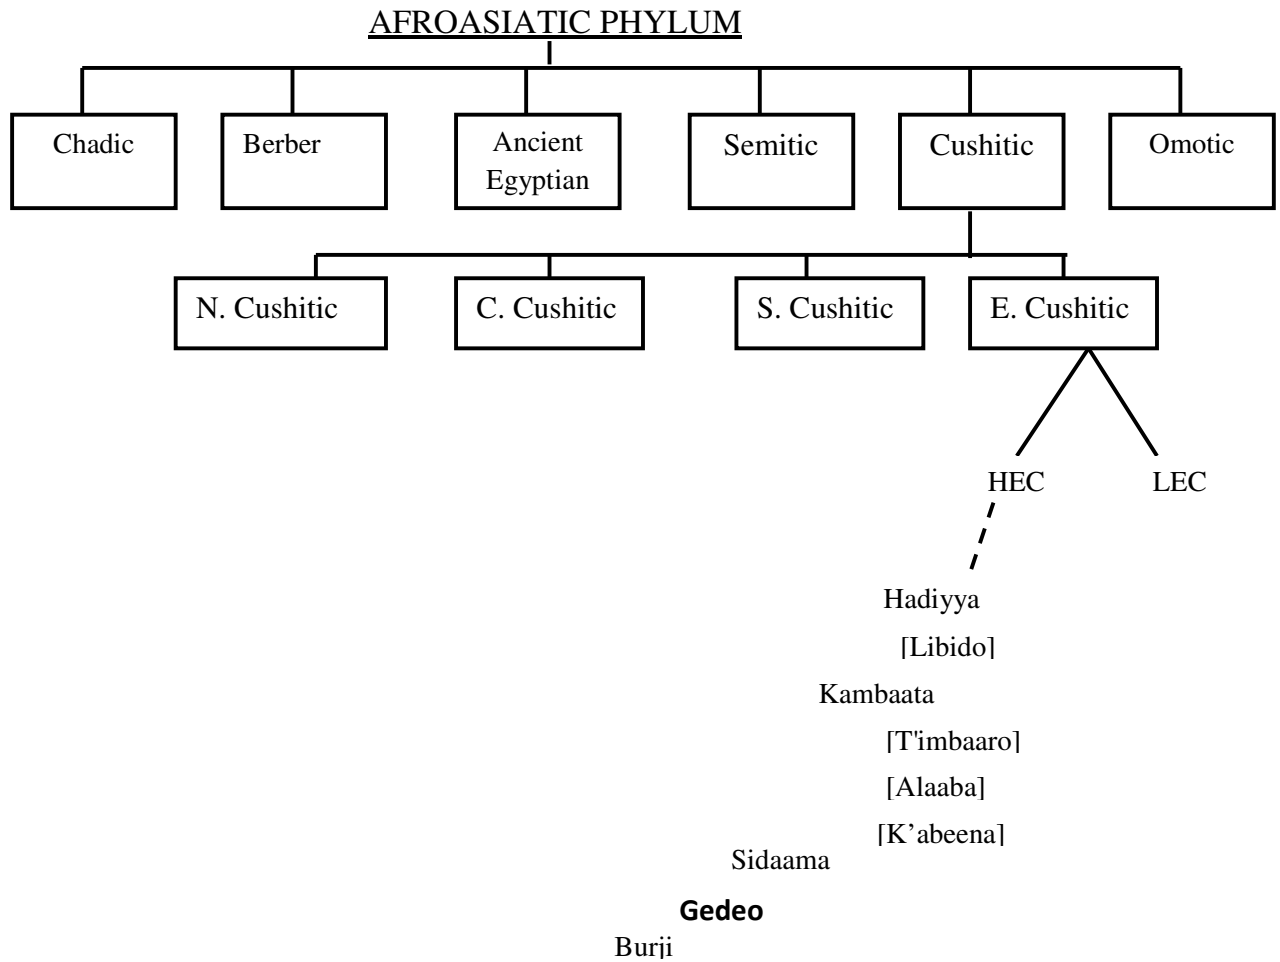 AFROASIATIC PHYLUM
Chadic
Berber
Ancient
Egyptian
Semitic
Cushitic
Omotic
N. Cushitic
C. Cushitic
S. Cushitic
E. Cushitic
HEC
LEC
Hadiyya
[Libido]
Kambaata
[T'imbaaro]
[Alaaba]
[K’abeena]
Sidaama
Gedeo
Burji